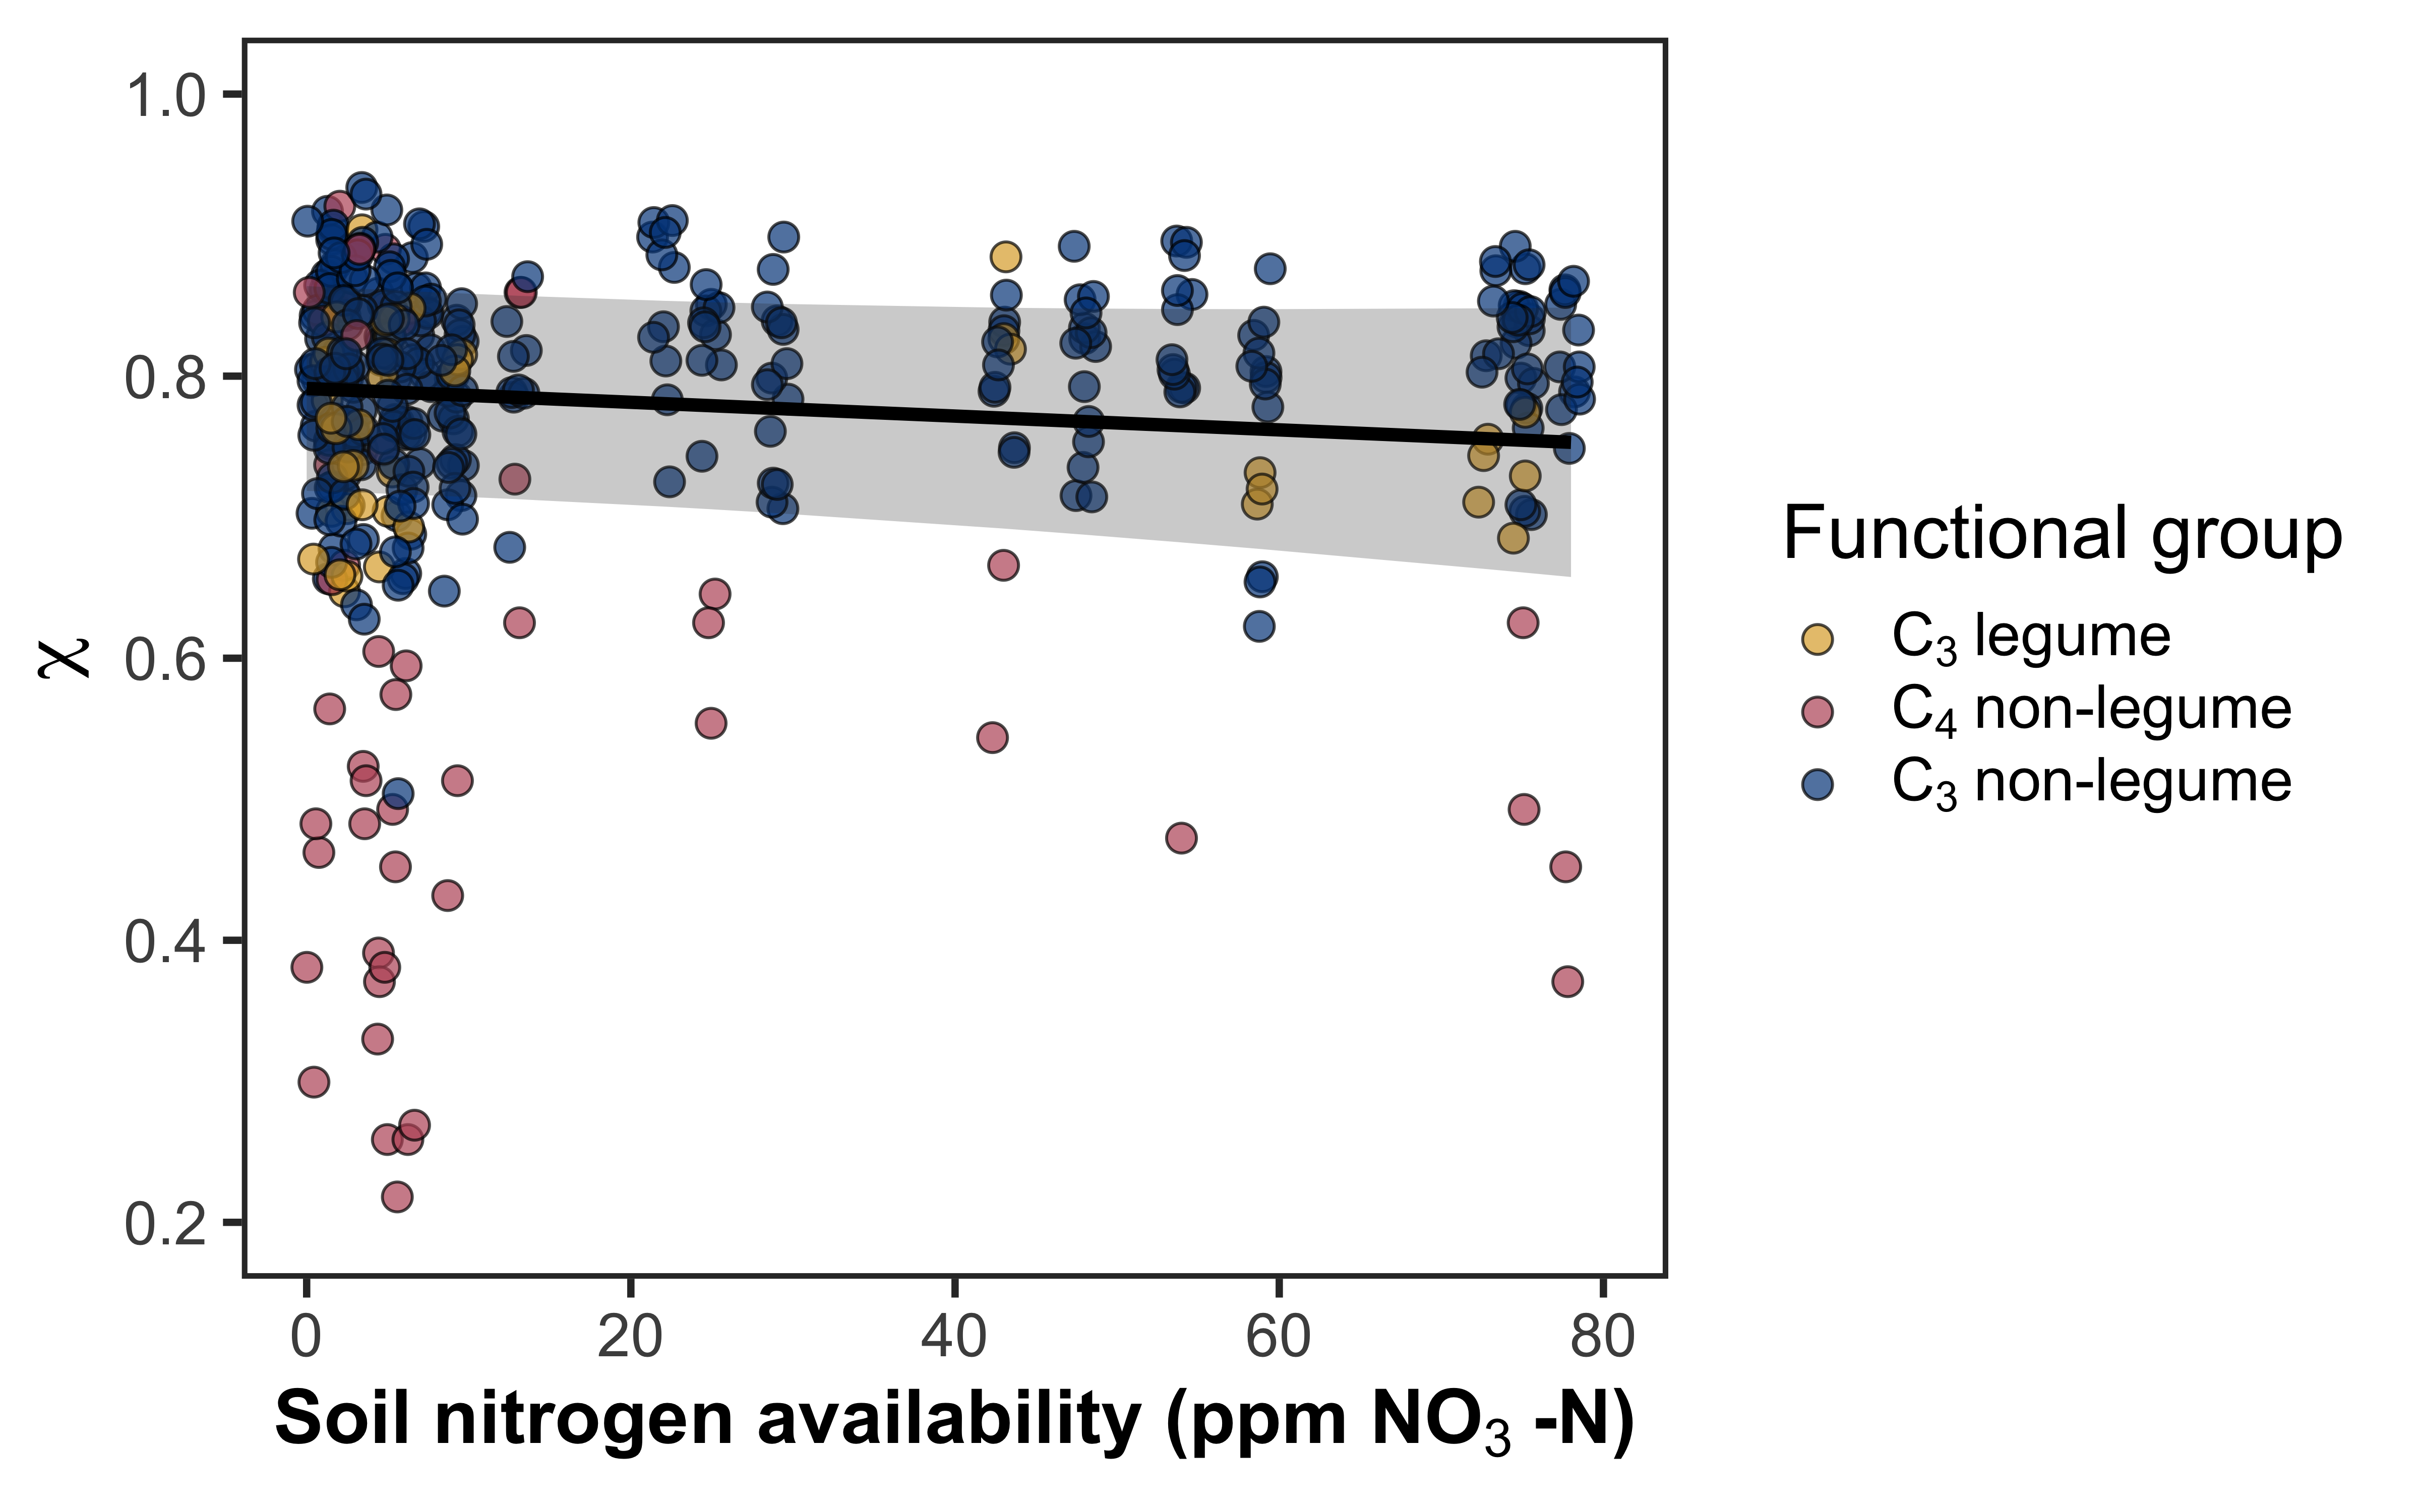 χ
1.0
0.8
0.6
0.4
0.2
0 20 40 60 80
Soil nitrogen availability (ppm NO₃ -N)
Functional group
C₃ legume
C₄ non-legume
C₃ non-legume